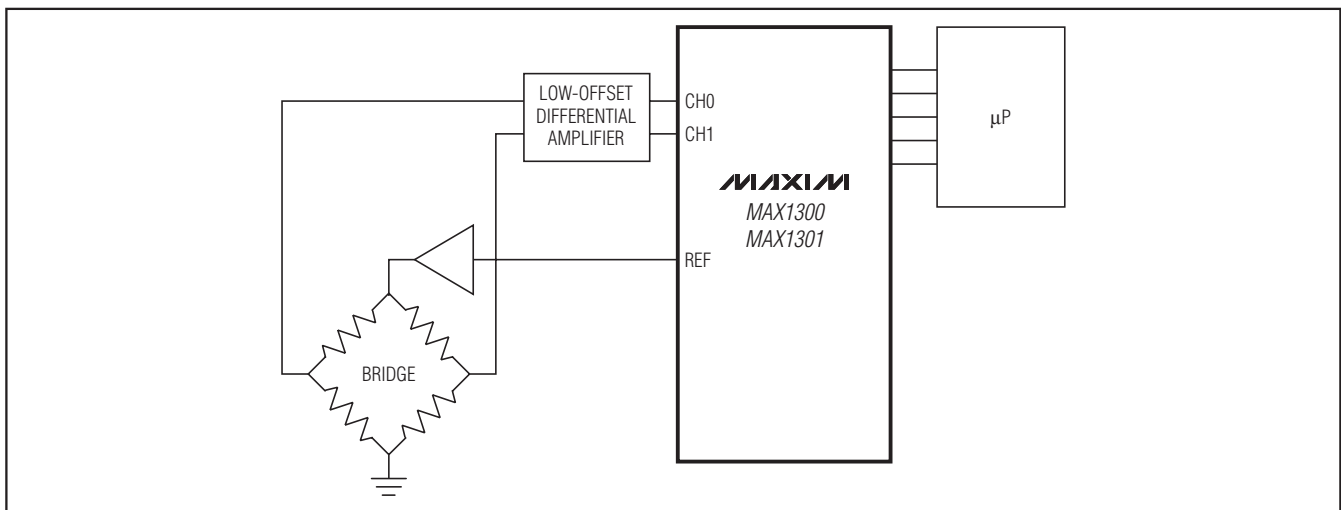 LOW-OFFSET
DIFFERENTIAL
AMPLIFIER
CH0
CH1
μP
MAXIM
MAX1300
MAX1301
REF
BRIDGE